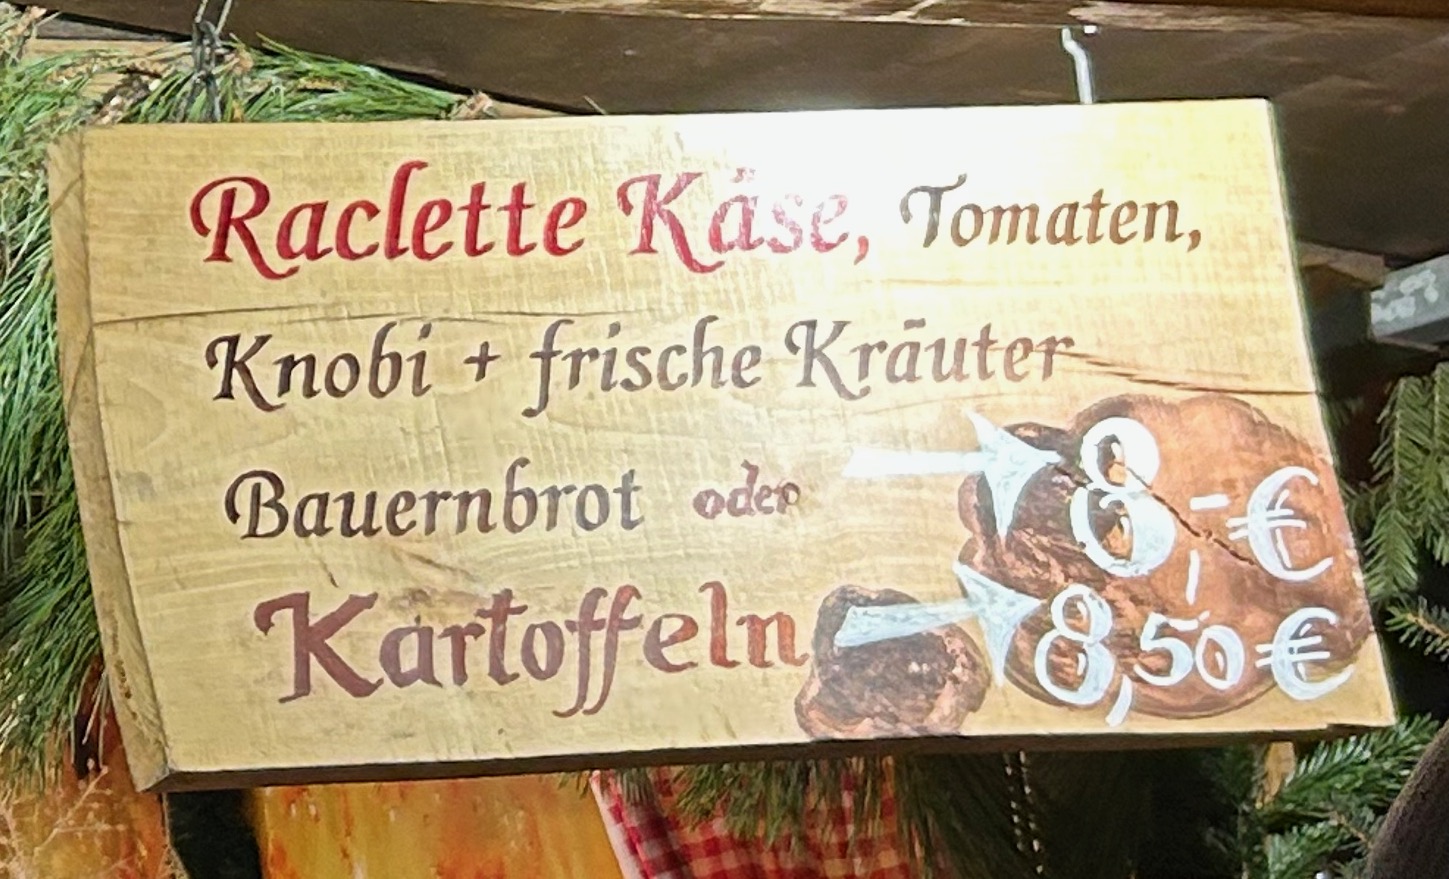 Raclette Käse, Tomaten,
Knobi + frische Kräuter
Bauernbrot oder 8,-€
Kartoffeln 8,50€